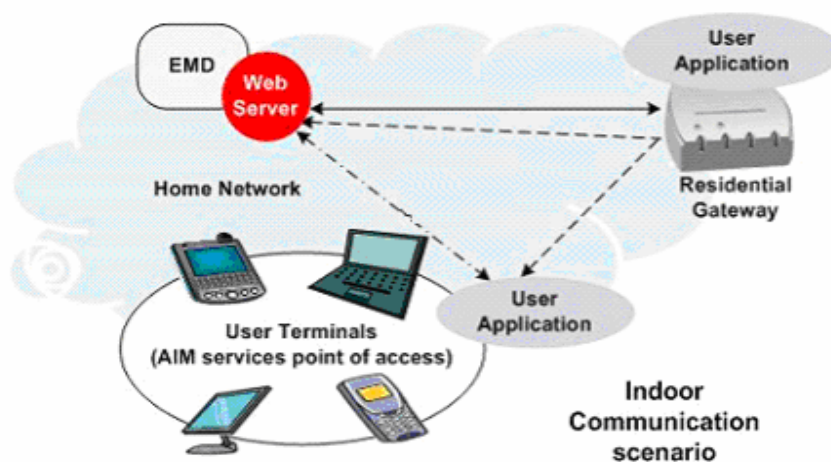 EMD
Web
Server
User
Application
Home Network
Residential
Gateway
User
Application
User Terminals
(AIM services point of access)
Indoor
Communication
scenario